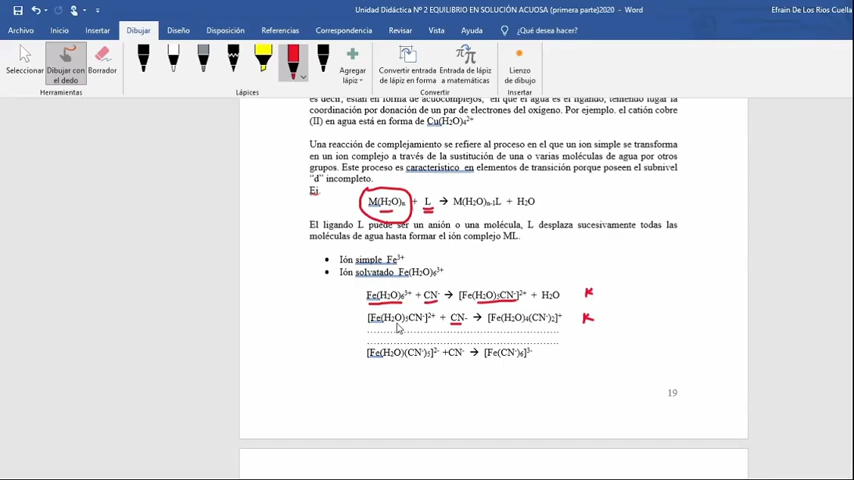 Unidad Didáctica Nº 2 EQUILIBRIO EN SOLUCIÓN ACUOSA (primera parte)2020 – Word
Efrain De Los Rios Cuella
Archivo Inicio Insertar Dibujar Diseño Disposición Referencias Correspondencia Revisar Vista Ayuda ¿Qué desea hacer?
Seleccionar Dibujar con el dedo Borrador Agregar lápiz Convertir entrada de lápiz en forma Entrada de lápiz a matemáticas Lienzo de dibujo
Herramientas Lápices Convertir Insertar
es decir, están en forma de acuocomplejos, en que el agua es el ligando, teniendo lugar la
coordinación por donación de un par de electrones del oxígeno. Por ejemplo. el catión cobre
(II) en agua está en forma de Cu(H2O)₄²⁺
Una reacción de complejamiento se refiere al proceso en el que un ion simple se transforma
en un ion complejo a través de la sustitución de una o varias moléculas de agua por otros
grupos. Este proceso es característico en elementos de transición porque poseen el subnivel
“d” incompleto.
Ej
M(H2O)ₙ + L → M(H2O)ₙ₋₁L + H2O
El ligando L puede ser un anión o una molécula, L desplaza sucesivamente todas las
moléculas de agua hasta formar el ión complejo ML.
• Ión simple Fe³⁺
• Ión solvatado Fe(H2O)₆³⁺
Fe(H2O)₆³⁺ + CN⁻ → [Fe(H2O)₅CN⁻]²⁺ + H2O K
[Fe(H2O)₅CN⁻]²⁺ + CN- → [Fe(H2O)₄(CN⁻)₂]⁺ K
[Fe(H2O)(CN⁻)₅]²⁻ +CN⁻ → [Fe(CN⁻)₆]³⁻
19